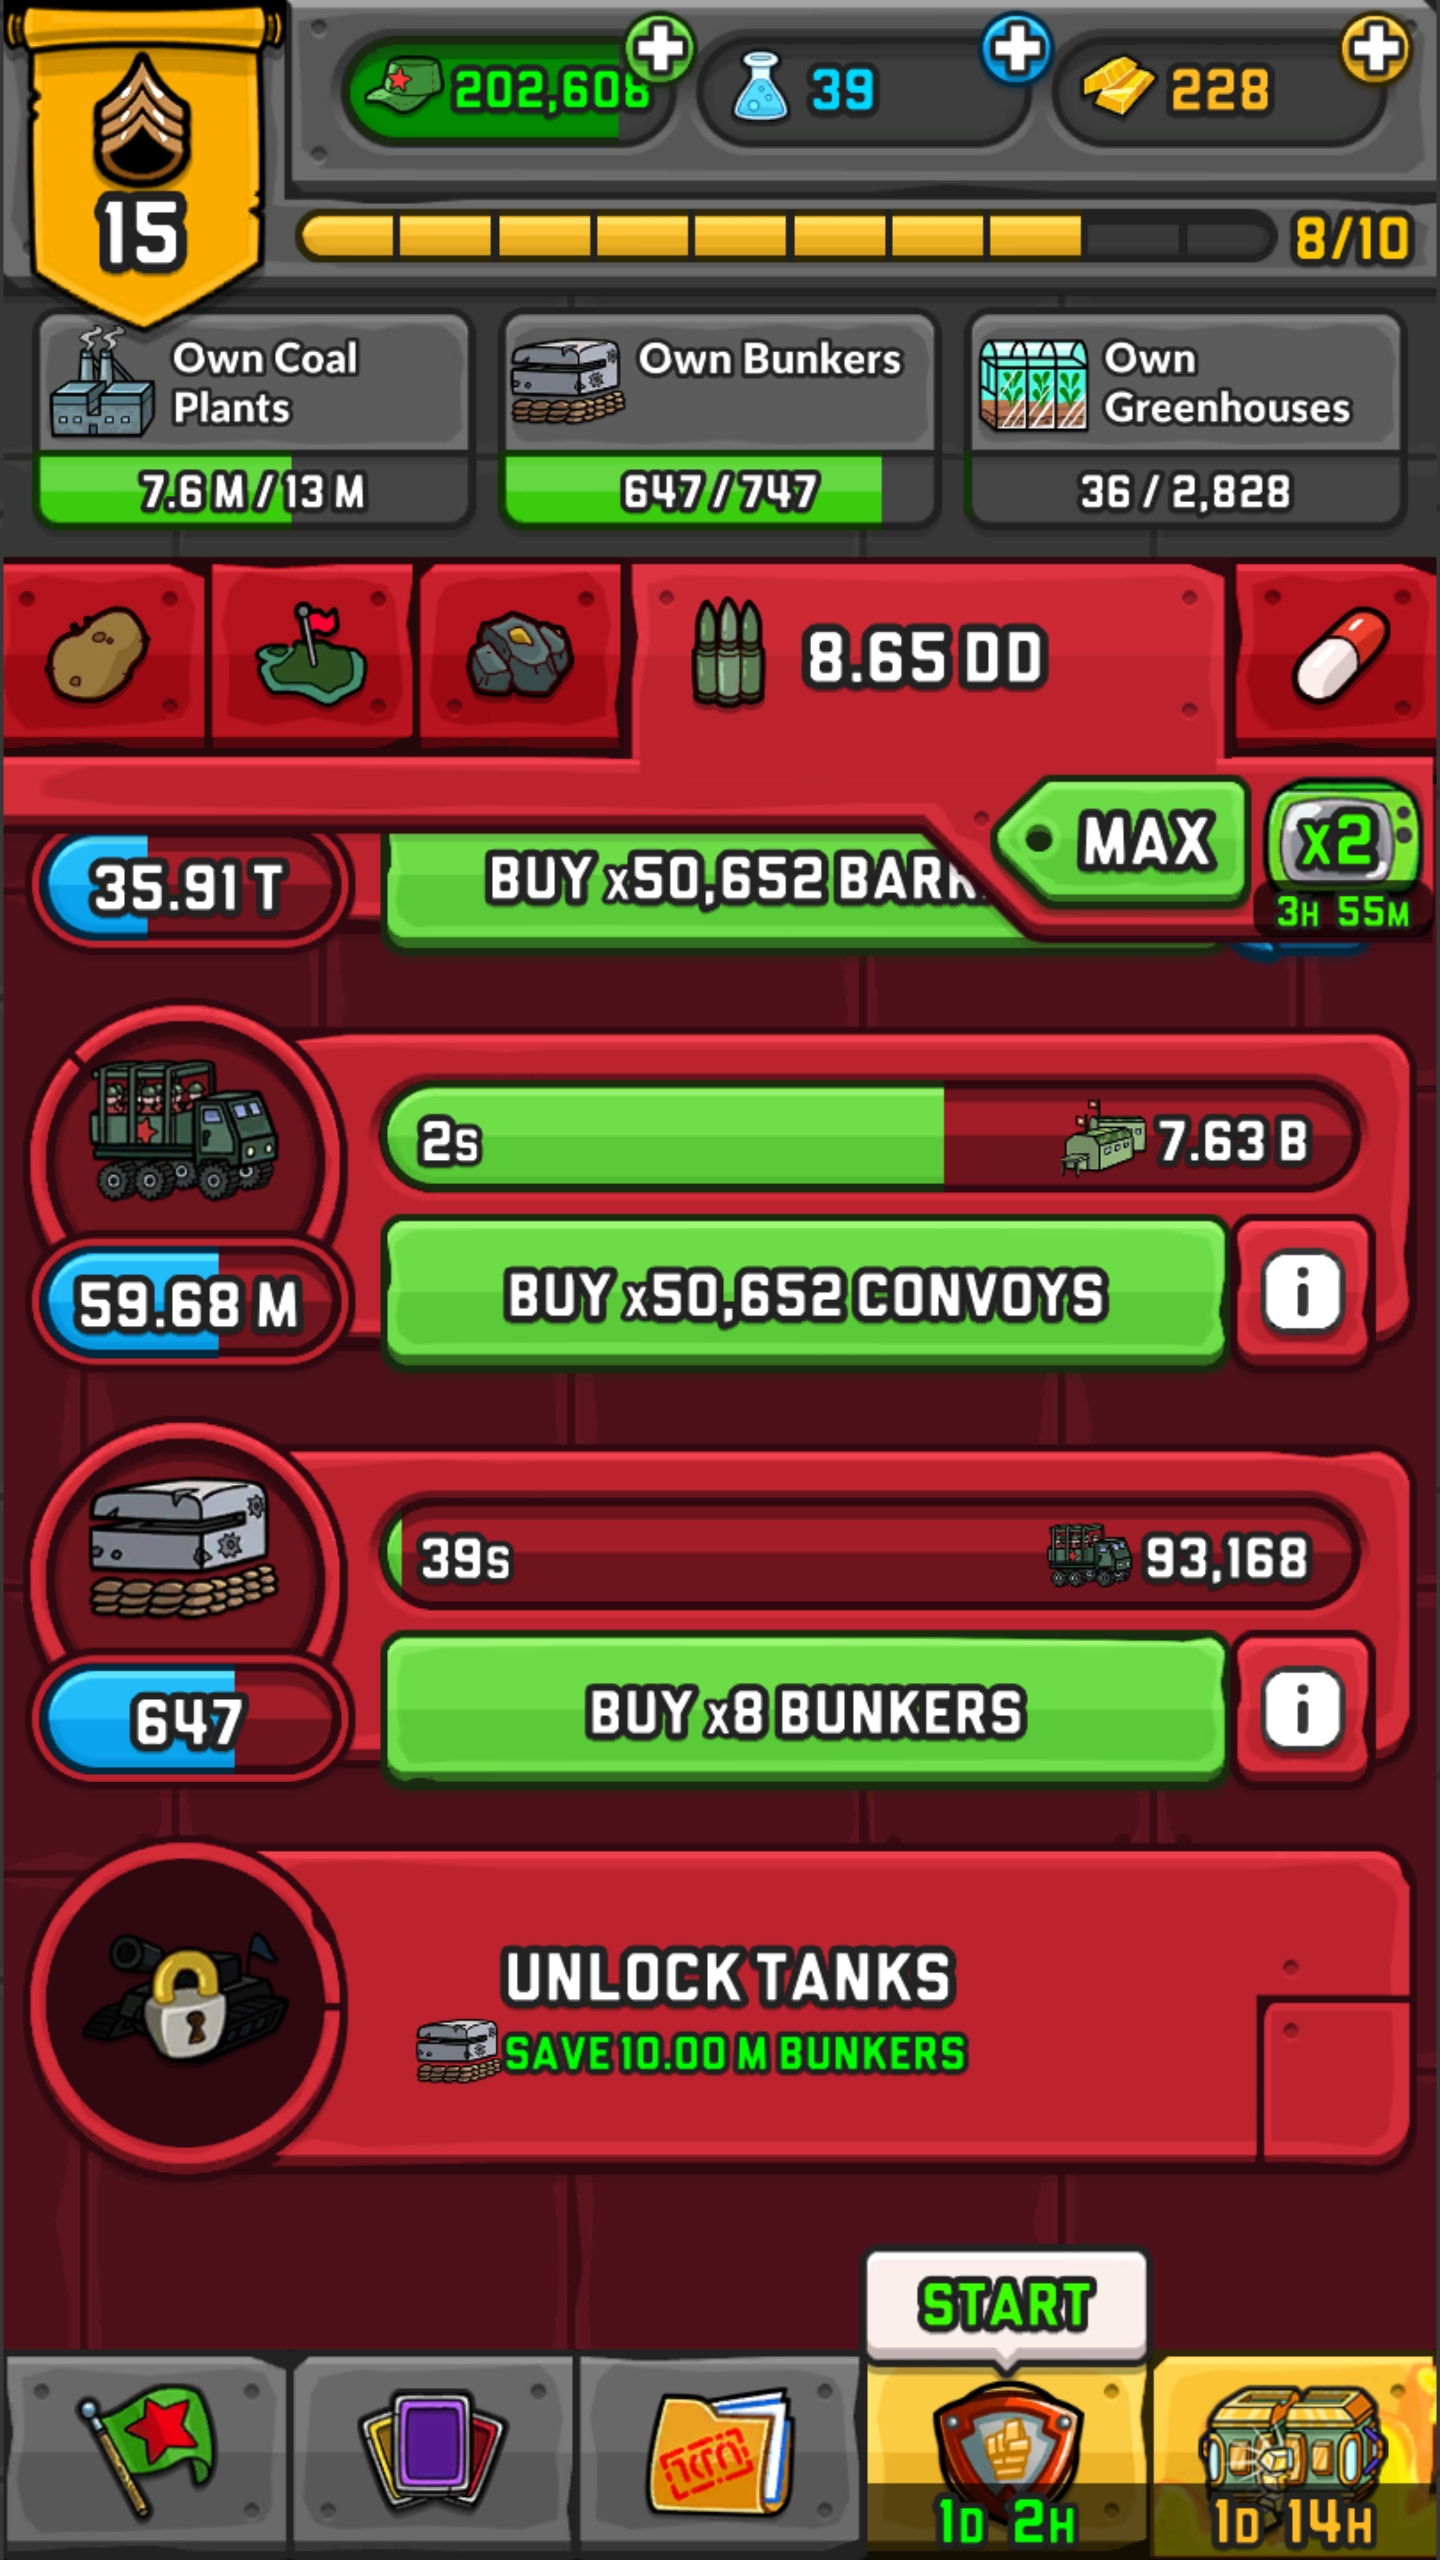 202,608
39
228
15
8/10
Own Coal
Plants
7.6 M / 13 M
Own Bunkers
647 / 747
Own
Greenhouses
36 / 2,828
8.65 DD
MAX
x2
3H 55M
35.91 T
BUY x50,652
2s
7.63 B
59.68 M
BUY x50,652 CONVOYS
i
39s
93,168
647
BUY x8 BUNKERS
i
UNLOCK TANKS
SAVE 10.00 M BUNKERS
START
1D 2H
1D 14H